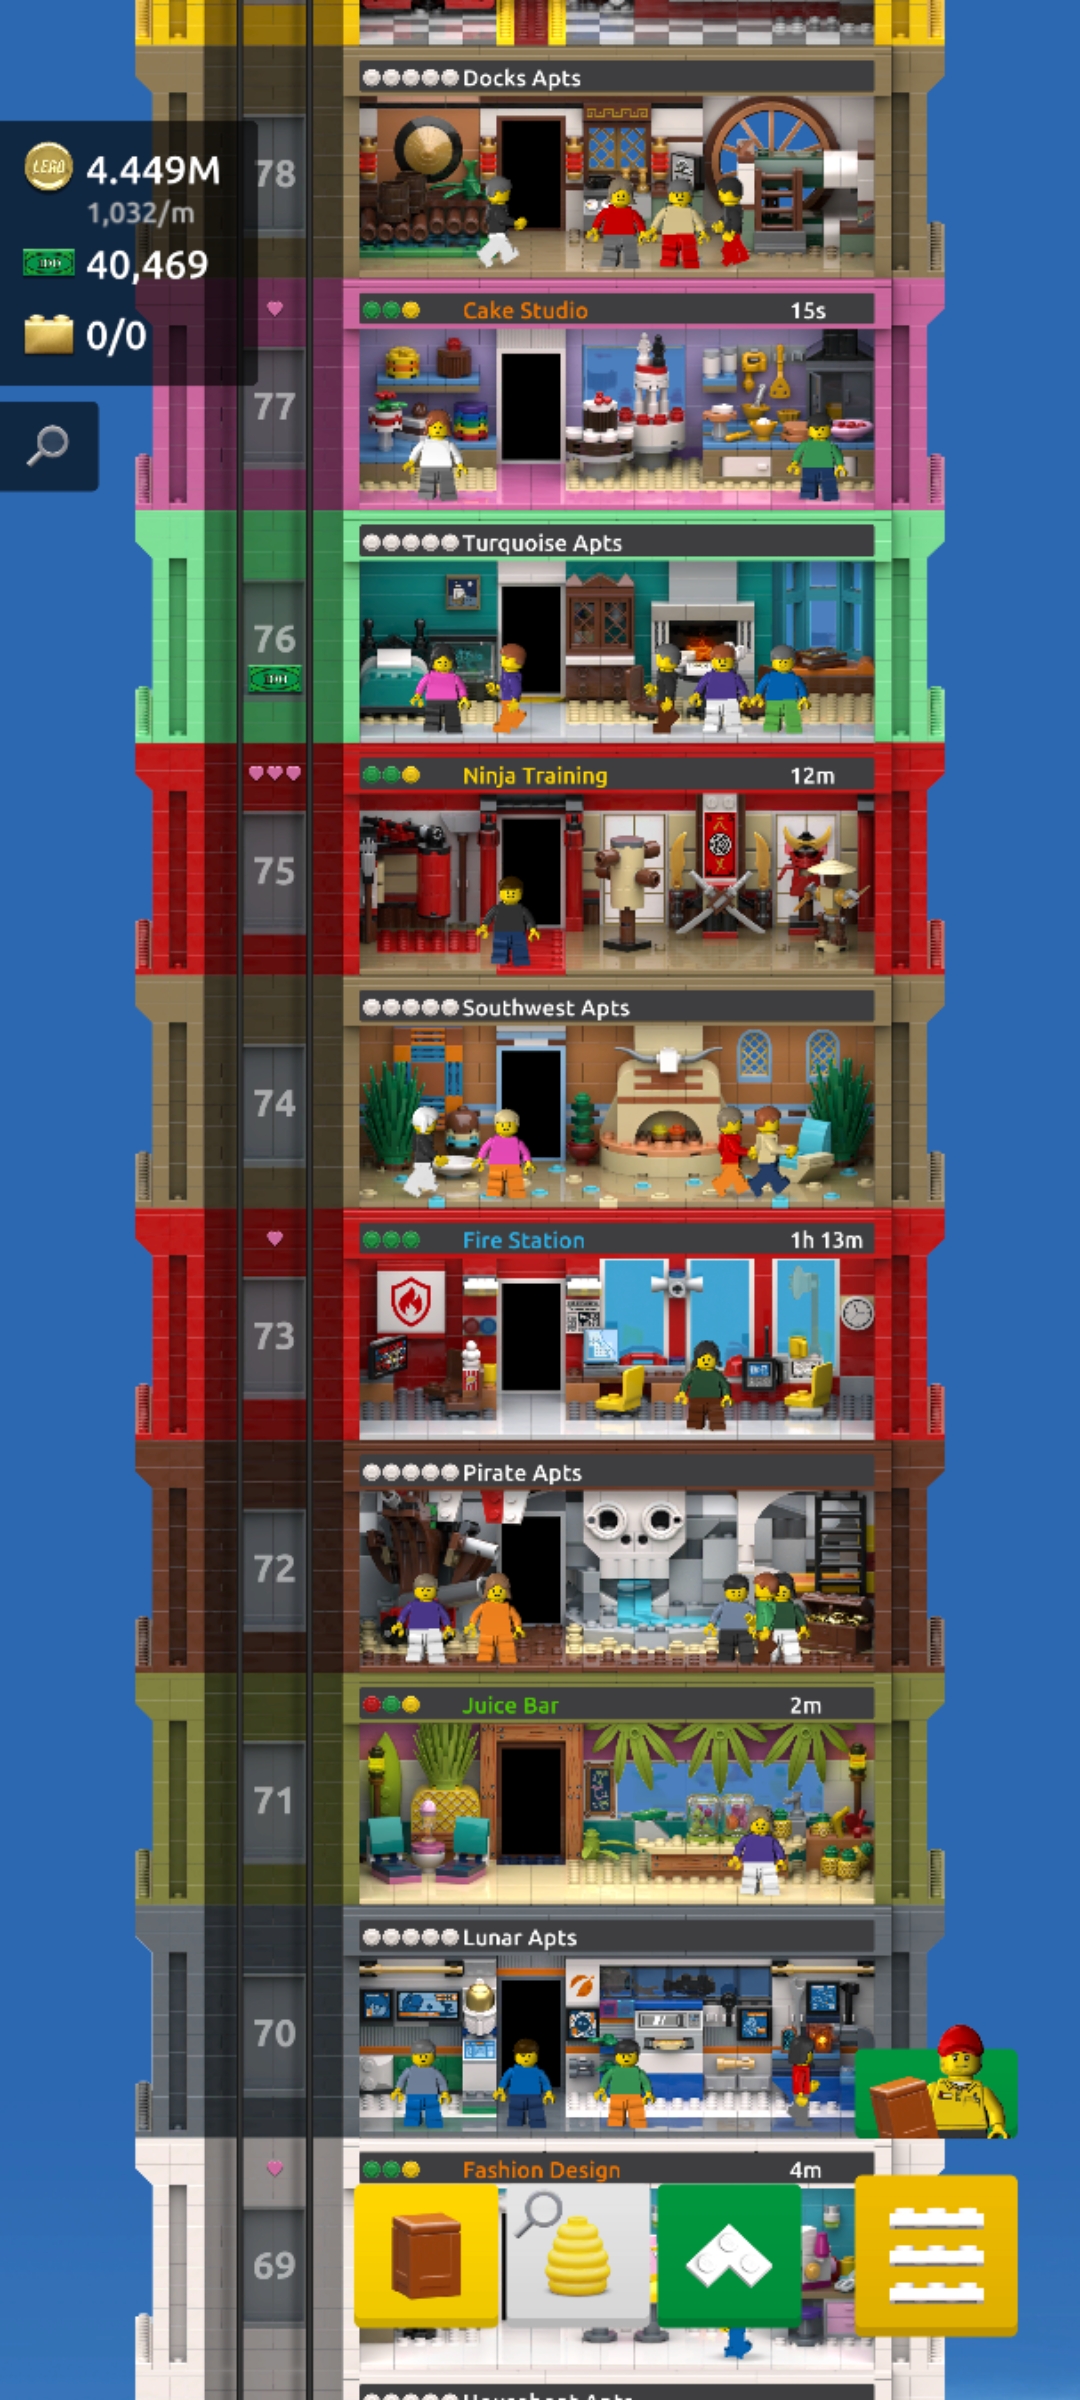 Docks Apts
LEGO 4.449M
78
1,032/m
40,469
Cake Studio 15s
0/0
77
Turquoise Apts
76
Ninja Training 12m
75
Southwest Apts
74
Fire Station 1h 13m
73
Pirate Apts
72
Juice Bar 2m
71
Lunar Apts
70
Fashion Design 4m
69